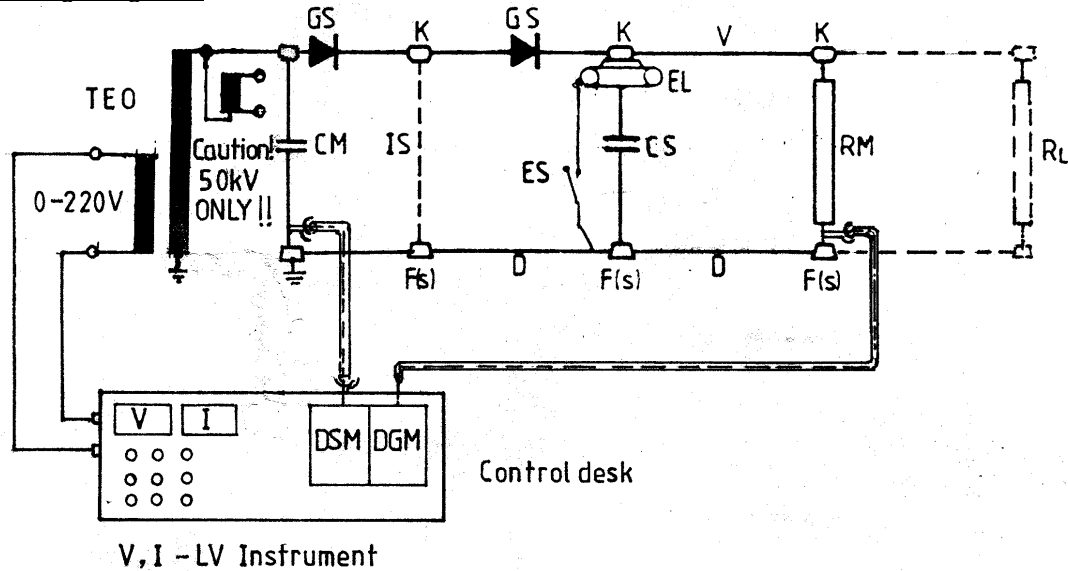 GS
K
GS
K
V
K
TEO
EL
Caution!
50kV
ONLY!!
CM
IS
ES
CS
RM
RL
0-220V
F(s)
D
F(s)
D
F(s)
V
I
DSM
DGM
Control desk
V, I - LV Instrument